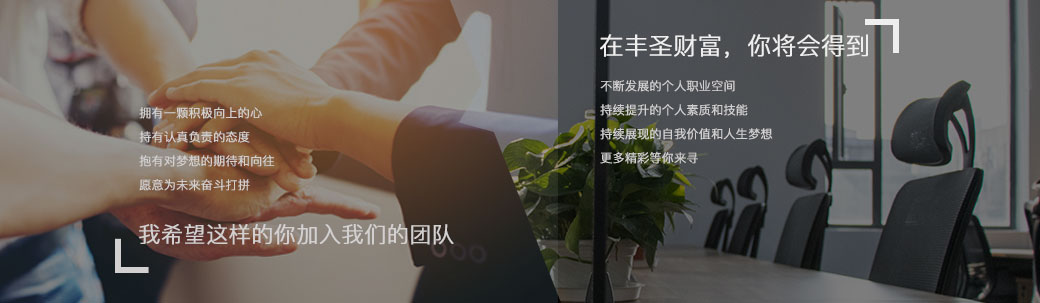 拥有一颗积极向上的心
持有认真负责的态度
抱有对梦想的期待和向往
愿意为未来奋斗打拼
我希望这样的你加入我们的团队
在丰圣财富，你将会得到
不断发展的个人职业空间
持续提升的个人素质和技能
持续展现的自我价值和人生梦想
更多精彩等你来寻